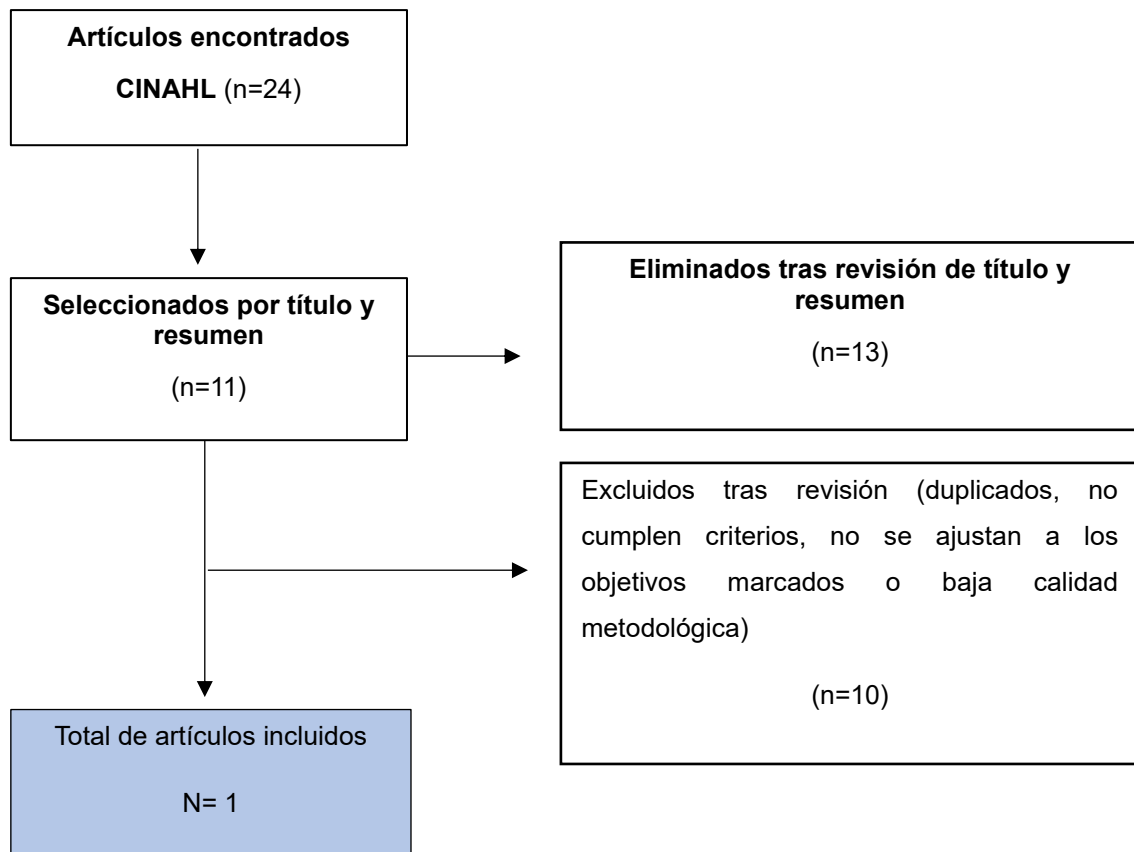 Artículos encontrados
CINAHL (n=24)
Seleccionados por título y
resumen
(n=11)
Eliminados tras revisión de título y
resumen
(n=13)
Excluidos tras revisión (duplicados, no
cumplen criterios, no se ajustan a los
objetivos marcados o baja calidad
metodológica)
(n=10)
Total de artículos incluidos
N= 1